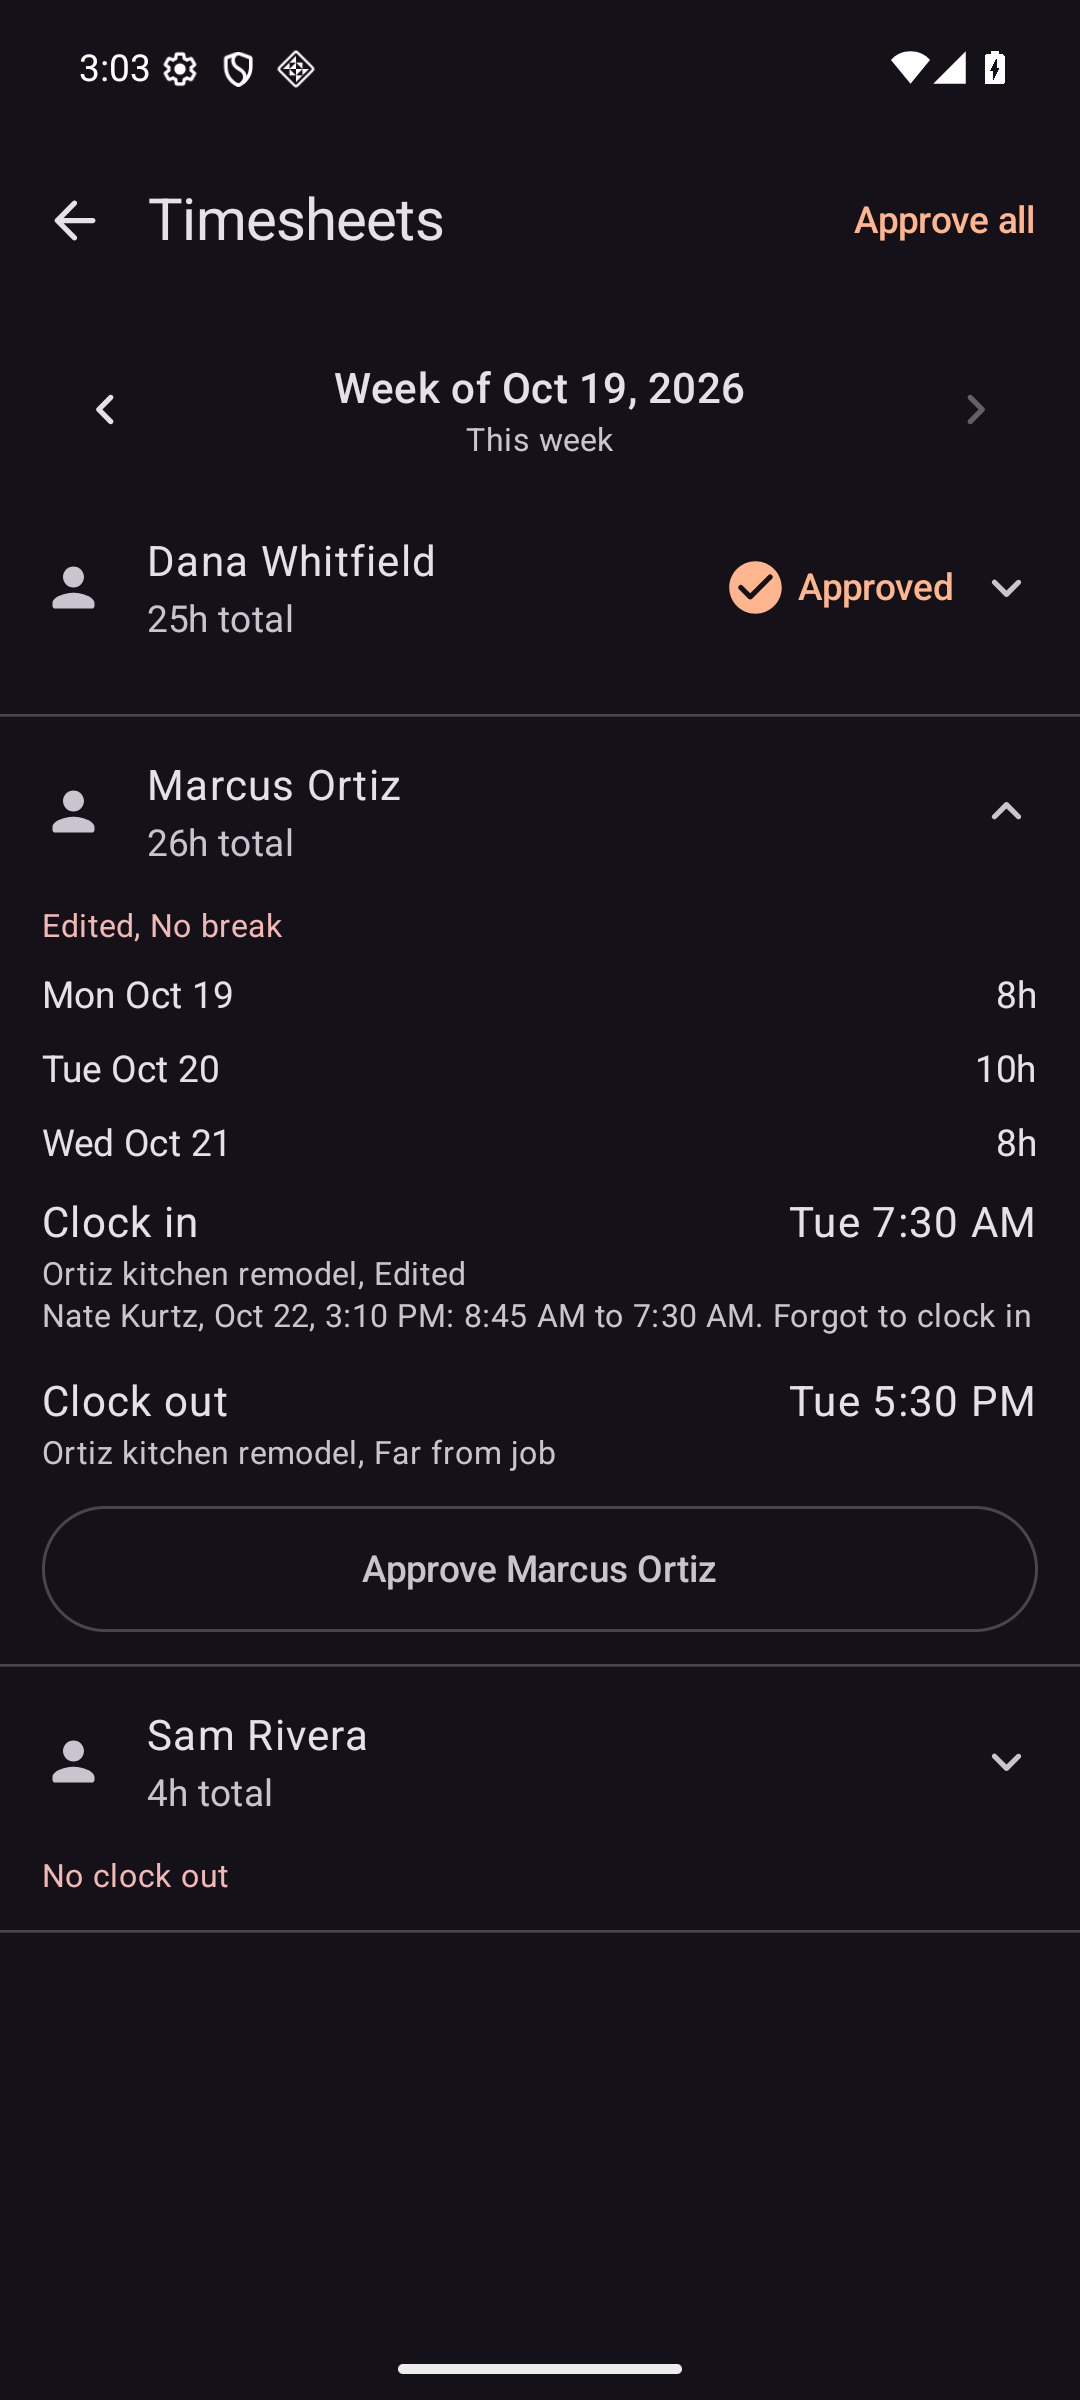 3:03
Timesheets
Approve all
Week of Oct 19, 2026
This week
Dana Whitfield
25h total
Approved
Marcus Ortiz
26h total
Edited, No break
Mon Oct 19 8h
Tue Oct 20 10h
Wed Oct 21 8h
Clock in Tue 7:30 AM
Ortiz kitchen remodel, Edited
Nate Kurtz, Oct 22, 3:10 PM: 8:45 AM to 7:30 AM. Forgot to clock in
Clock out Tue 5:30 PM
Ortiz kitchen remodel, Far from job
Approve Marcus Ortiz
Sam Rivera
4h total
No clock out